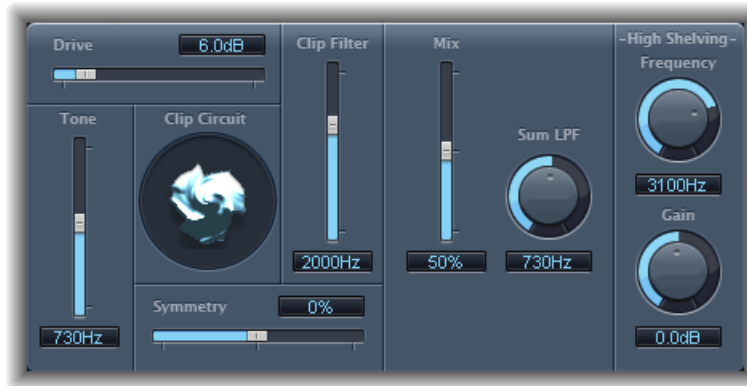 Drive
6.0dB
Tone
730Hz
Clip Circuit
Symmetry
0%
Clip Filter
2000Hz
Mix
50%
Sum LPF
730Hz
-High Shelving-
Frequency
3100Hz
Gain
0.0dB